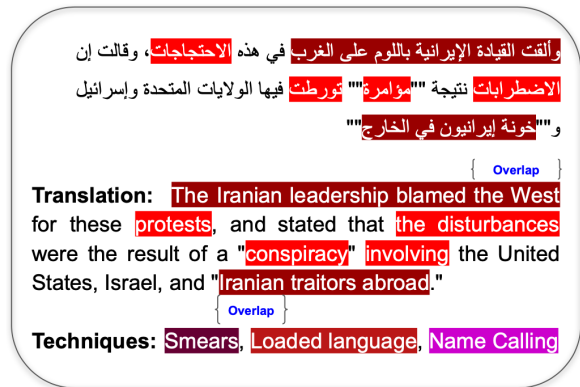 وألقت القيادة الإيرانية باللوم على الغرب في هذه الاحتجاجات، وقالت إن
الاضطرابات نتيجة ""مؤامرة"" تورطت فيها الولايات المتحدة وإسرائيل
و""خونة إيرانيون في الخارج""
Overlap
Translation: The Iranian leadership blamed the West
for these protests, and stated that the disturbances
were the result of a "conspiracy" involving the United
States, Israel, and "Iranian traitors abroad."
Overlap
Techniques: Smears, Loaded language, Name Calling